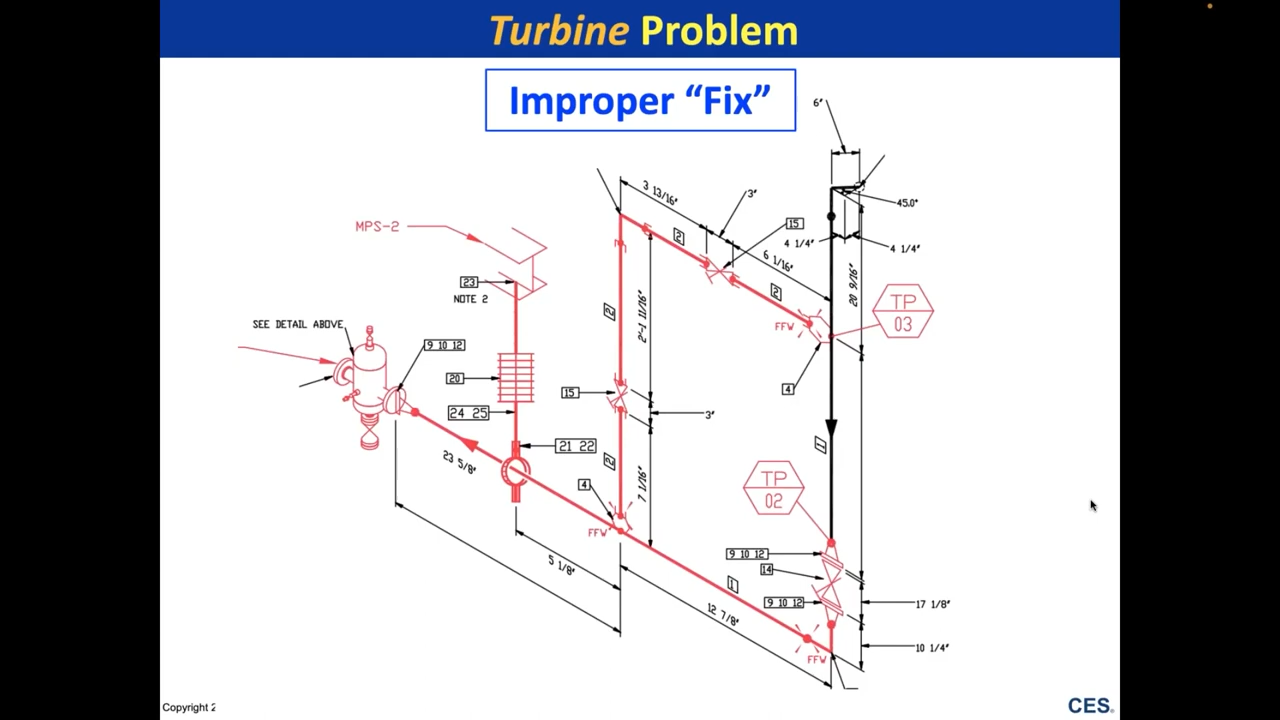 Turbine Problem
Improper “Fix”
6"
3 13/16"
3"
15
45.0°
MPS-2
2
4 1/4"
4 1/4"
6 1/16"
23
NOTE 2
2
20 9/16"
TP
03
2
2'-1 11/16"
FFW
SEE DETAIL ABOVE
9 10 12
20
15
4
24 25
3"
21 22
1
23 5/8"
2
7 1/16"
4
TP
02
FFW
9 10 12
5 1/8"
14
1
9 10 12
17 1/8"
12 7/8"
FFW
10 1/4"
Copyright 2
CES